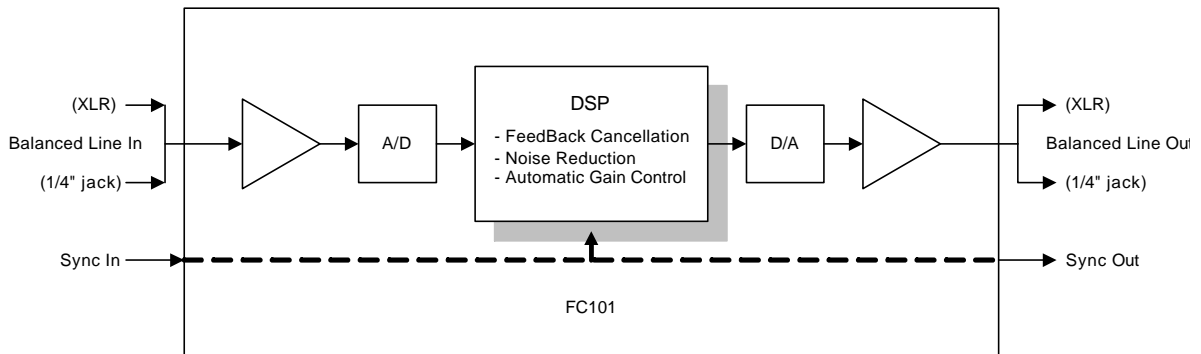 (XLR)
Balanced Line In
(1/4" jack)
A/D
DSP
- FeedBack Cancellation
- Noise Reduction
- Automatic Gain Control
D/A
(XLR)
Balanced Line Out
(1/4" jack)
Sync In
Sync Out
FC101